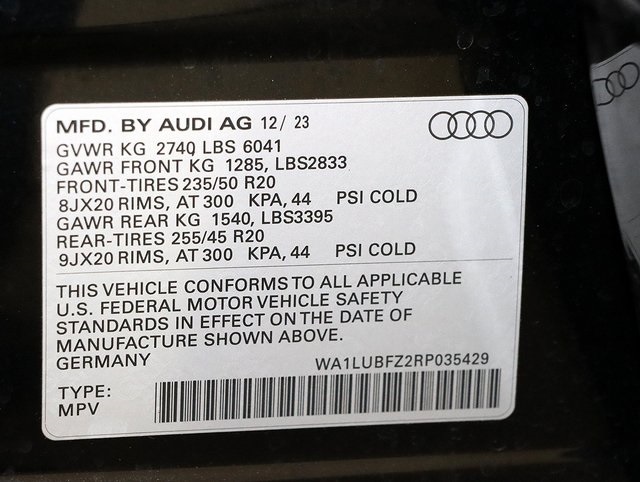 MFD. BY AUDI AG 12/ 23
GVWR KG 2740 LBS 6041
GAWR FRONT KG 1285, LBS2833
FRONT-TIRES 235/50 R20
8JX20 RIMS, AT 300 KPA, 44 PSI COLD
GAWR REAR KG 1540, LBS3395
REAR-TIRES 255/45 R20
9JX20 RIMS, AT 300 KPA, 44 PSI COLD
THIS VEHICLE CONFORMS TO ALL APPLICABLE
U.S. FEDERAL MOTOR VEHICLE SAFETY
STANDARDS IN EFFECT ON THE DATE OF
MANUFACTURE SHOWN ABOVE.
GERMANY WA1LUBFZ2RP035429
TYPE:
MPV